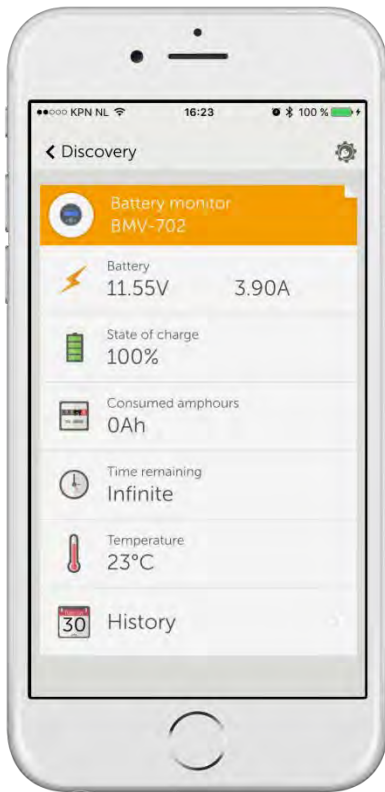 KPN NL 16:23 100 %
Discovery
Battery monitor
BMV-702
Battery
11.55V 3.90A
State of charge
100%
Consumed amphours
0Ah
Time remaining
Infinite
Temperature
23°C
30 History